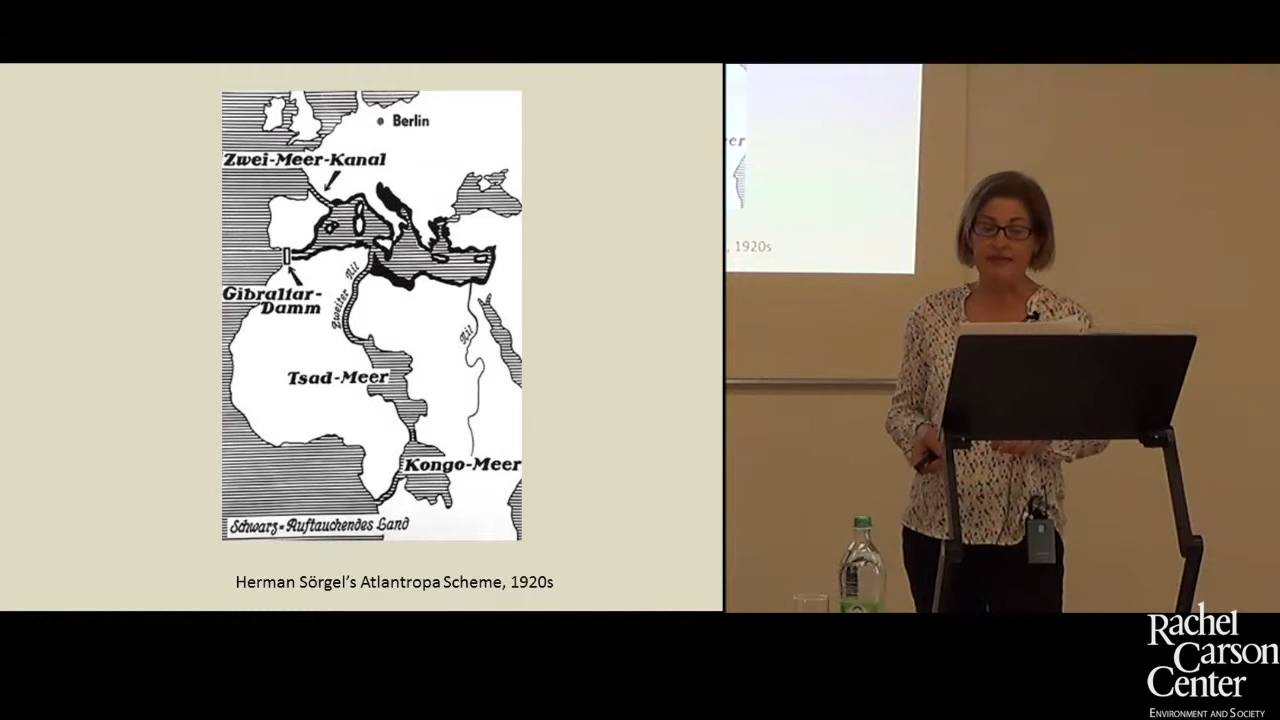 Berlin
Zwei-Meer-Kanal
Gibraltar-
Damm
Zweiter Nil
Nil
Tsad-Meer
Kongo-Meer
Schwarz=Auftauchendes Land
Herman Sörgel’s Atlantropa Scheme, 1920s
eer
, 1920s
Rachel
Carson
Center
ENVIRONMENT AND SOCIETY